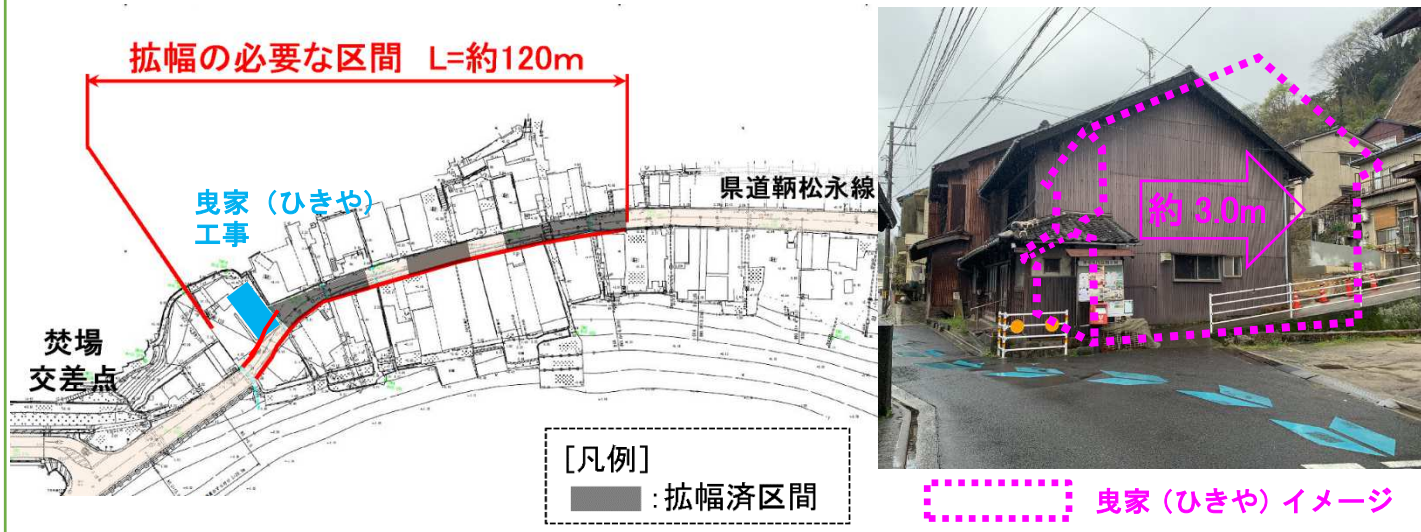 拡幅の必要な区間 L=約120m
曳家（ひきや）
工事
県道鞆松永線
焚場
交差点
[凡例]
：拡幅済区間
約 3.0m
曳家（ひきや）イメージ